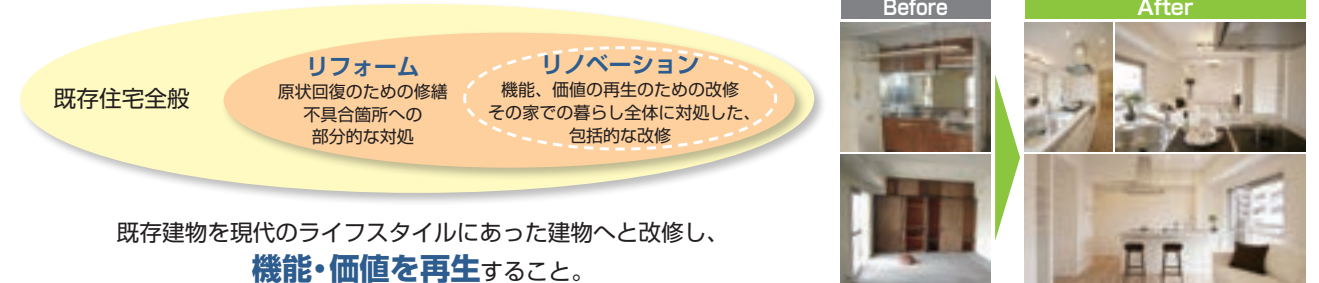 既存住宅全般
リフォーム
原状回復のための修繕
不具合箇所への
部分的な対処
リノベーション
機能、価値の再生のための改修
その家での暮らし全体に対処した、
包括的な改修
既存建物を現代のライフスタイルにあった建物へと改修し、
機能・価値を再生すること。
Before
After